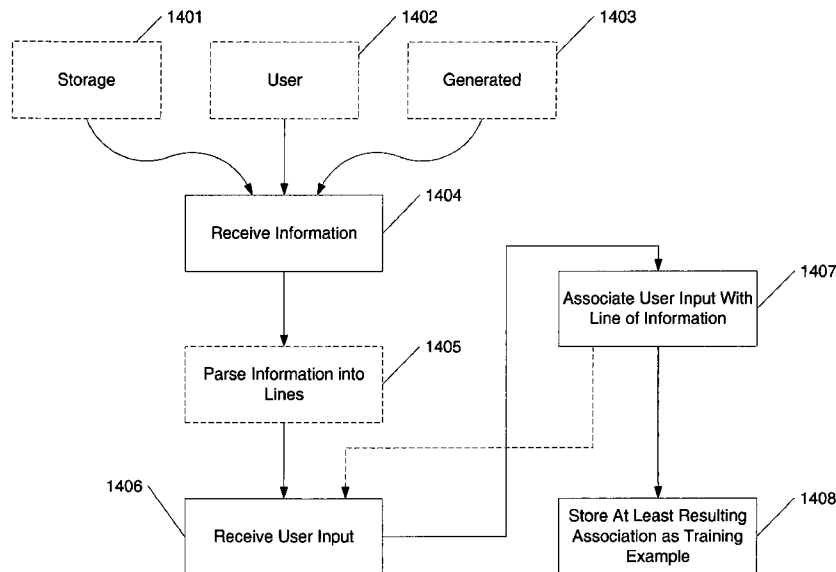 1401
1402
1403
Storage
User
Generated
1404
Receive Information
1407
Associate User Input With
Line of Information
1405
Parse Information into
Lines
1406
Receive User Input
1408
Store At Least Resulting
Association as Training
Example